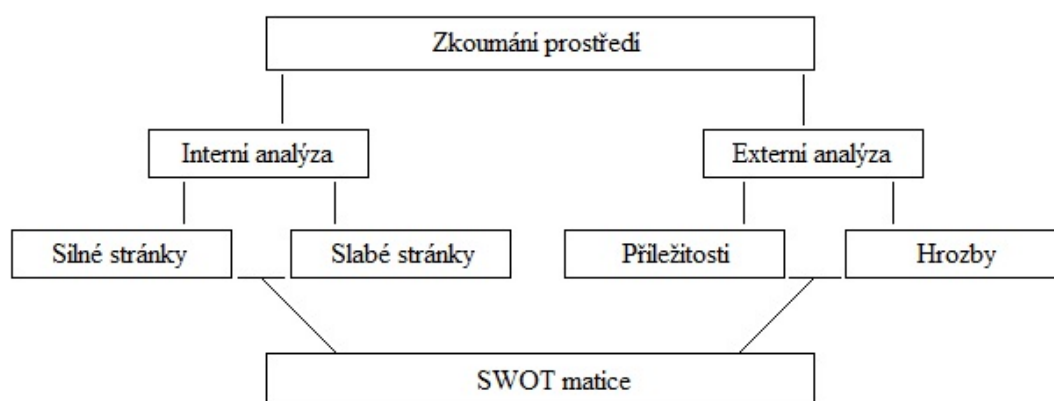 Zkoumání prostředí
Interní analýza
Externí analýza
Silné stránky
Slabé stránky
Příležitosti
Hrozby
SWOT matice